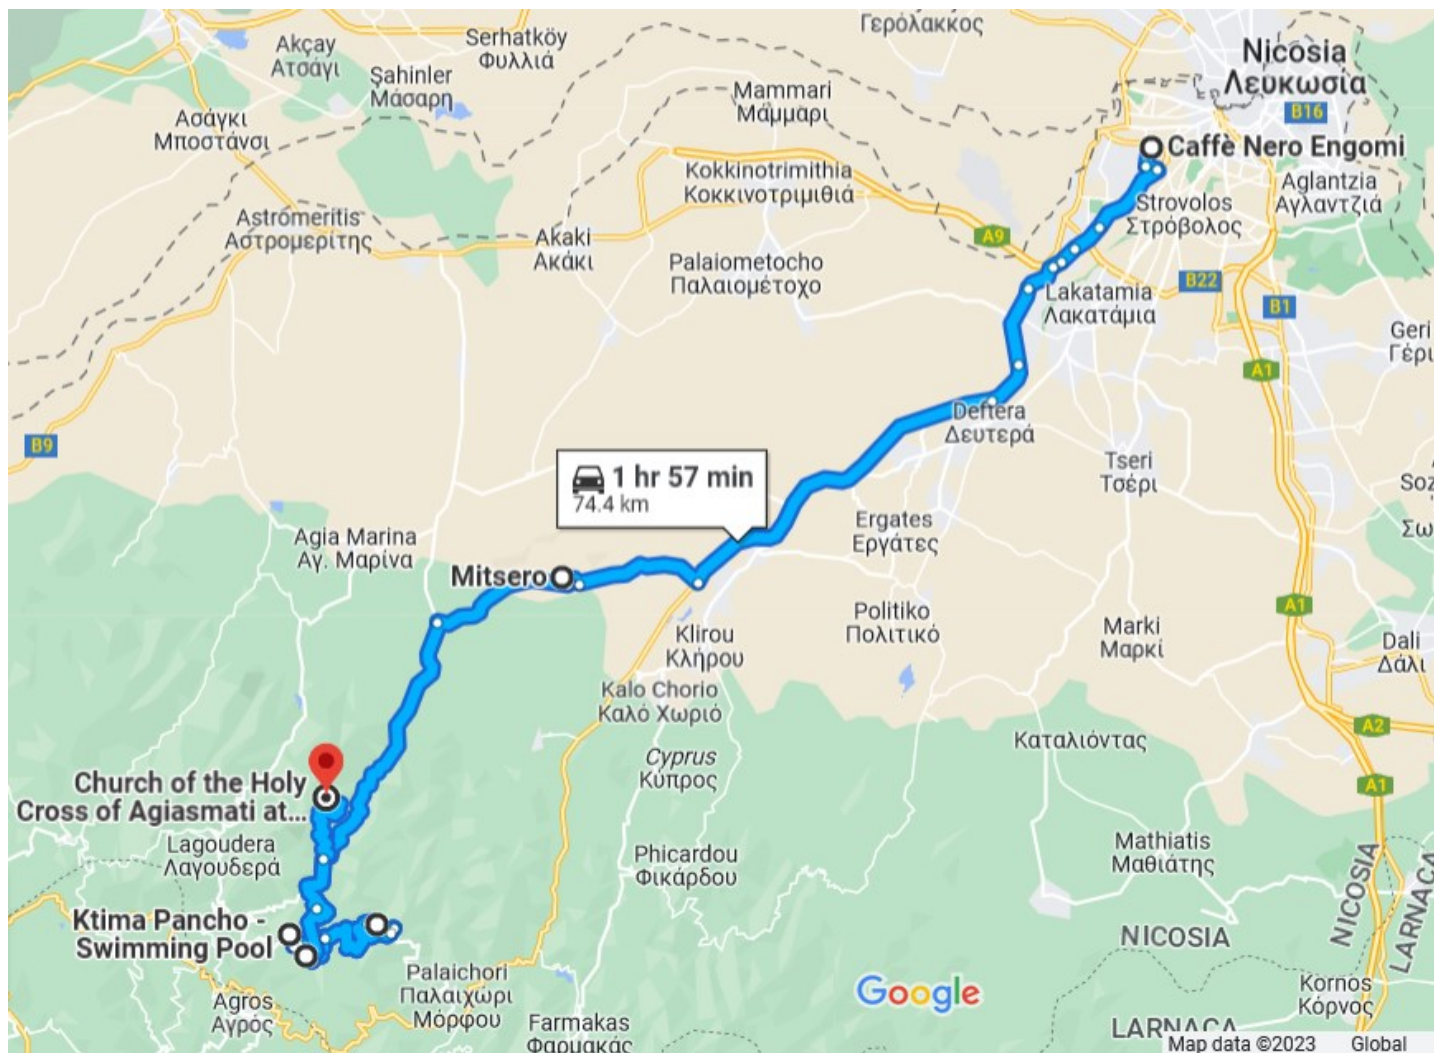 Γερόλακκος
Serhatköy
Φυλλιά
Akçay
Ατσάγι
Şahinler
Μάσαρη
Nicosia
Λευκωσία
B16
Mammari
Μάμμαρι
Ασάγκι
Μποστάνσι
Caffè Nero Engomi
Kokkinotrimithia
Κοκκινοτριμιθιά
Aglantzia
Αγλαντζιά
Strovolos
Στρόβολος
Astromeritis
Αστρομερίτης
Akaki
Ακάκι
A9
Palaiometocho
Παλαιομέτοχο
B22
Lakatamia
Λακατάμια
B1
Geri
A1
Deftera
Δευτερά
B9
1 hr 57 min
74.4 km
Tseri
Τσέρι
Ergates
Εργάτες
Agia Marina
Αγ. Μαρίνα
Mitsero
A1
Politiko
Πολιτικό
Klirou
Κλήρου
Marki
Μαρκί
Dali
Δάλι
Kalo Chorio
Καλό Χωριό
A2
Cyprus
Κύπρος
Καταλιόντας
A1
Church of the Holy
Cross of Agiasmati at...
Lagoudera
Λαγουδερά
Phicardou
Φικάρδου
Mathiatis
Μαθιάτης
NICOSIA
LARNACA
Ktima Pancho -
Swimming Pool
NICOSIA
Palaichori
Παλαιχώρι
Μόρφου
Google
Agros
Αγρός
Kornos
Κόρνος
Farmakas
Φαρμακάς
LARNACA
Map data ©2023 Global